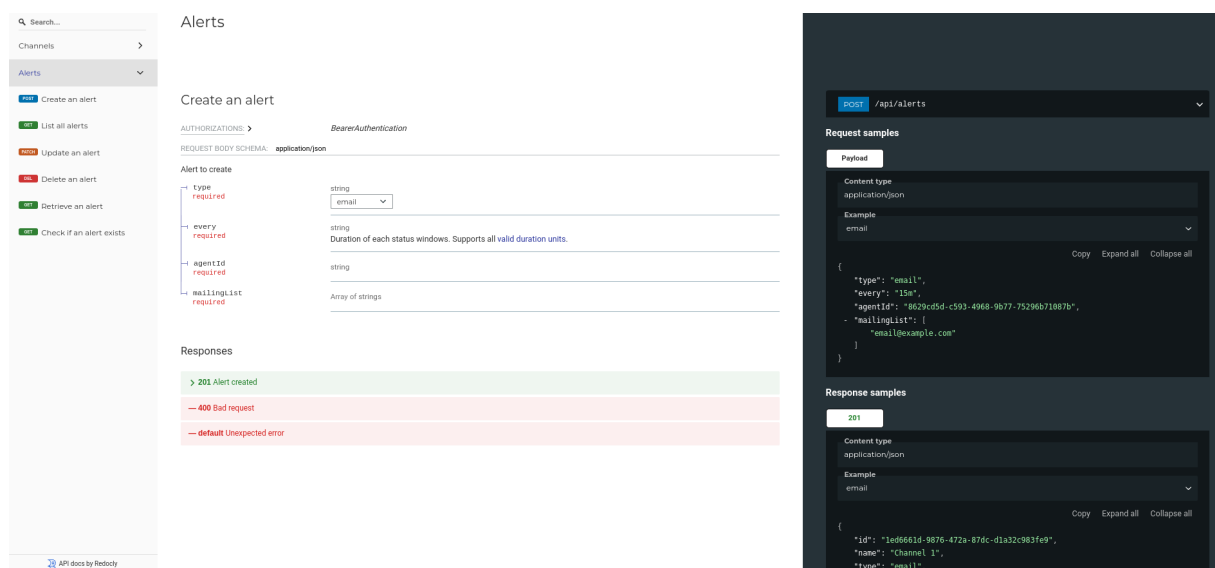 Search...
Channels
Alerts
POST Create an alert
GET List all alerts
PATCH Update an alert
DEL Delete an alert
GET Retrieve an alert
GET Check if an alert exists
API docs by Redocly
Alerts
Create an alert
AUTHORIZATIONS: BearerAuthentication
REQUEST BODY SCHEMA: application/json
Alert to create
type
required
string
email
every
required
string
Duration of each status windows. Supports all valid duration units.
agentId
required
string
mailingList
required
Array of strings
Responses
201 Alert created
— 400 Bad request
— default Unexpected error
POST /api/alerts
Request samples
Payload
Content type
application/json
Example
email
Copy Expand all Collapse all
{
"type": "email",
"every": "15m",
"agentId": "8629cd5d-c593-4968-9b77-75296b71087b",
- "mailingList": [
"email@example.com"
]
}
Response samples
201
Content type
application/json
Example
email
Copy Expand all Collapse all
{
"id": "1ed6661d-9876-472a-87dc-d1a32c983fe9",
"name": "Channel 1",
"type": "email"